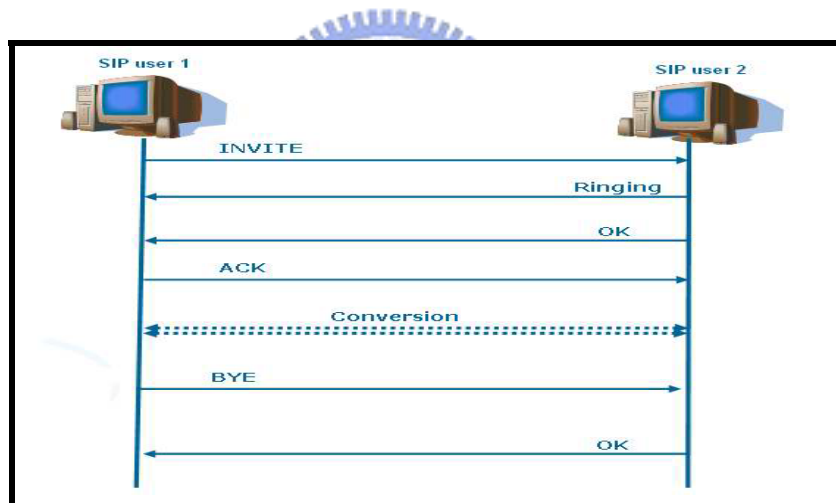 SIP user 1
SIP user 2
INVITE
Ringing
OK
ACK
Conversion
BYE
OK